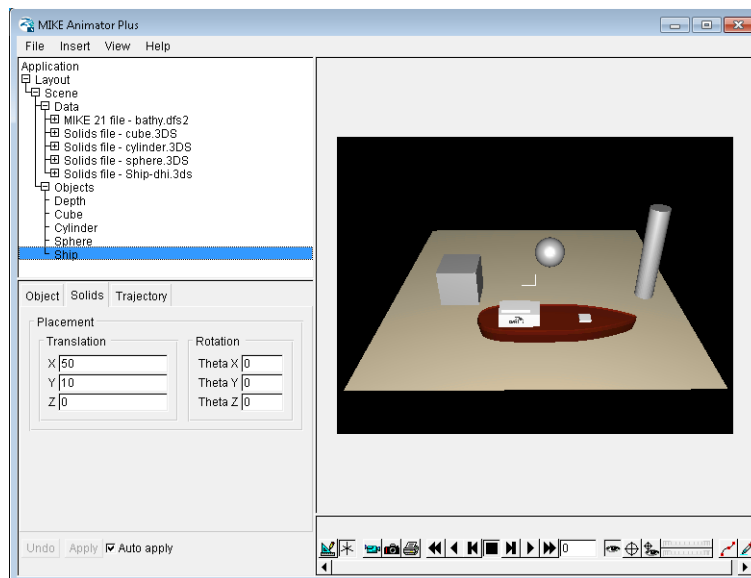 MIKE Animator Plus
File Insert View Help
Application
Layout
Scene
Data
MIKE 21 file - bathy.dfs2
Solids file - cube.3DS
Solids file - cylinder.3DS
Solids file - sphere.3DS
Solids file - Ship-dhi.3ds
Objects
Depth
Cube
Cylinder
Sphere
Ship
Object Solids Trajectory
Placement
Translation
X 50
Y 10
Z 0
Rotation
Theta X 0
Theta Y 0
Theta Z 0
Undo Apply Auto apply
0